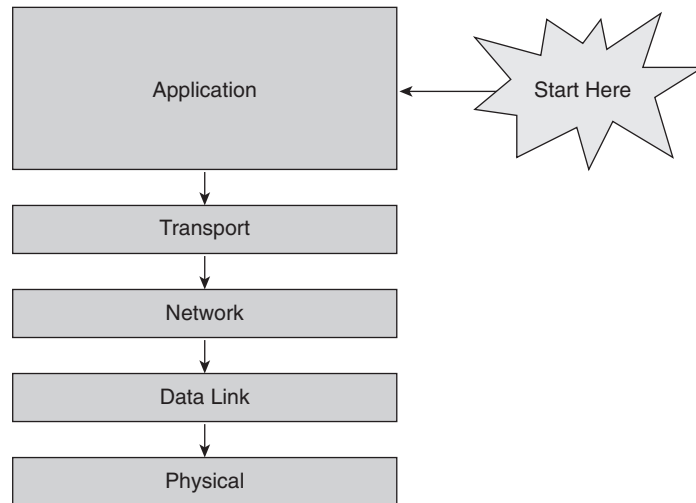 Application
Start Here
Transport
Network
Data Link
Physical